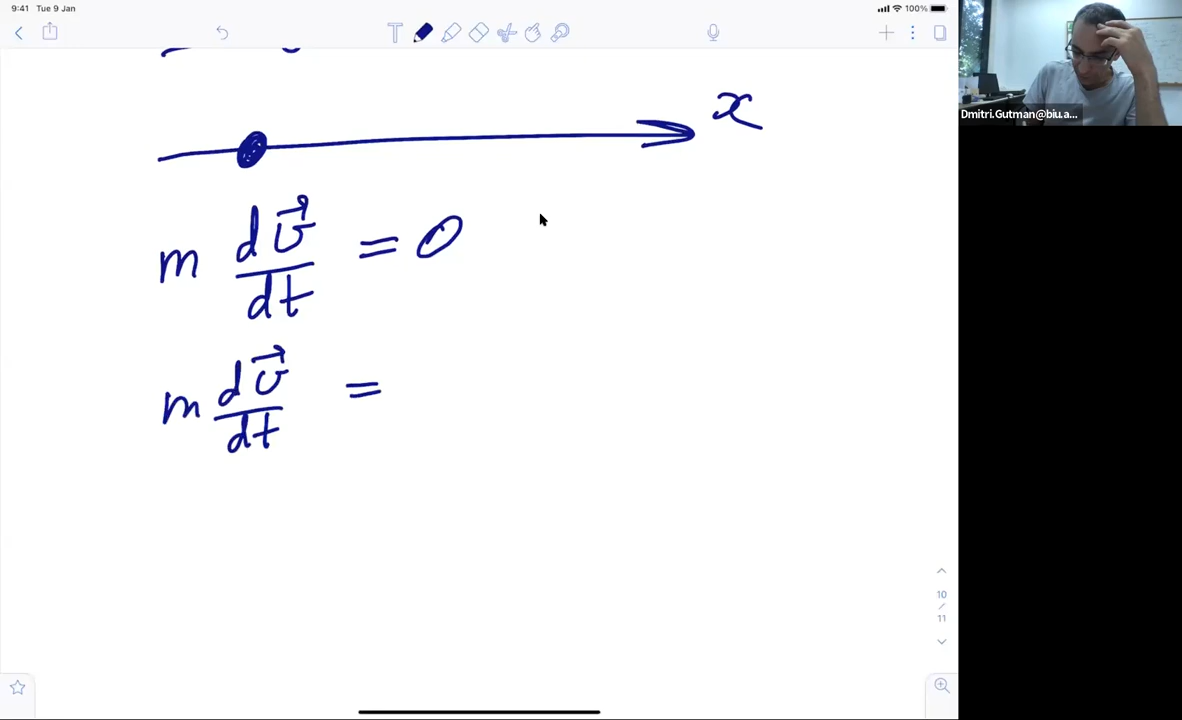 9:41 Tue 9 Jan
100%
T
x
m dv⃗/dt = 0
m dv⃗/dt =
10
/
11
Dmitri.Gutman@biu.a...